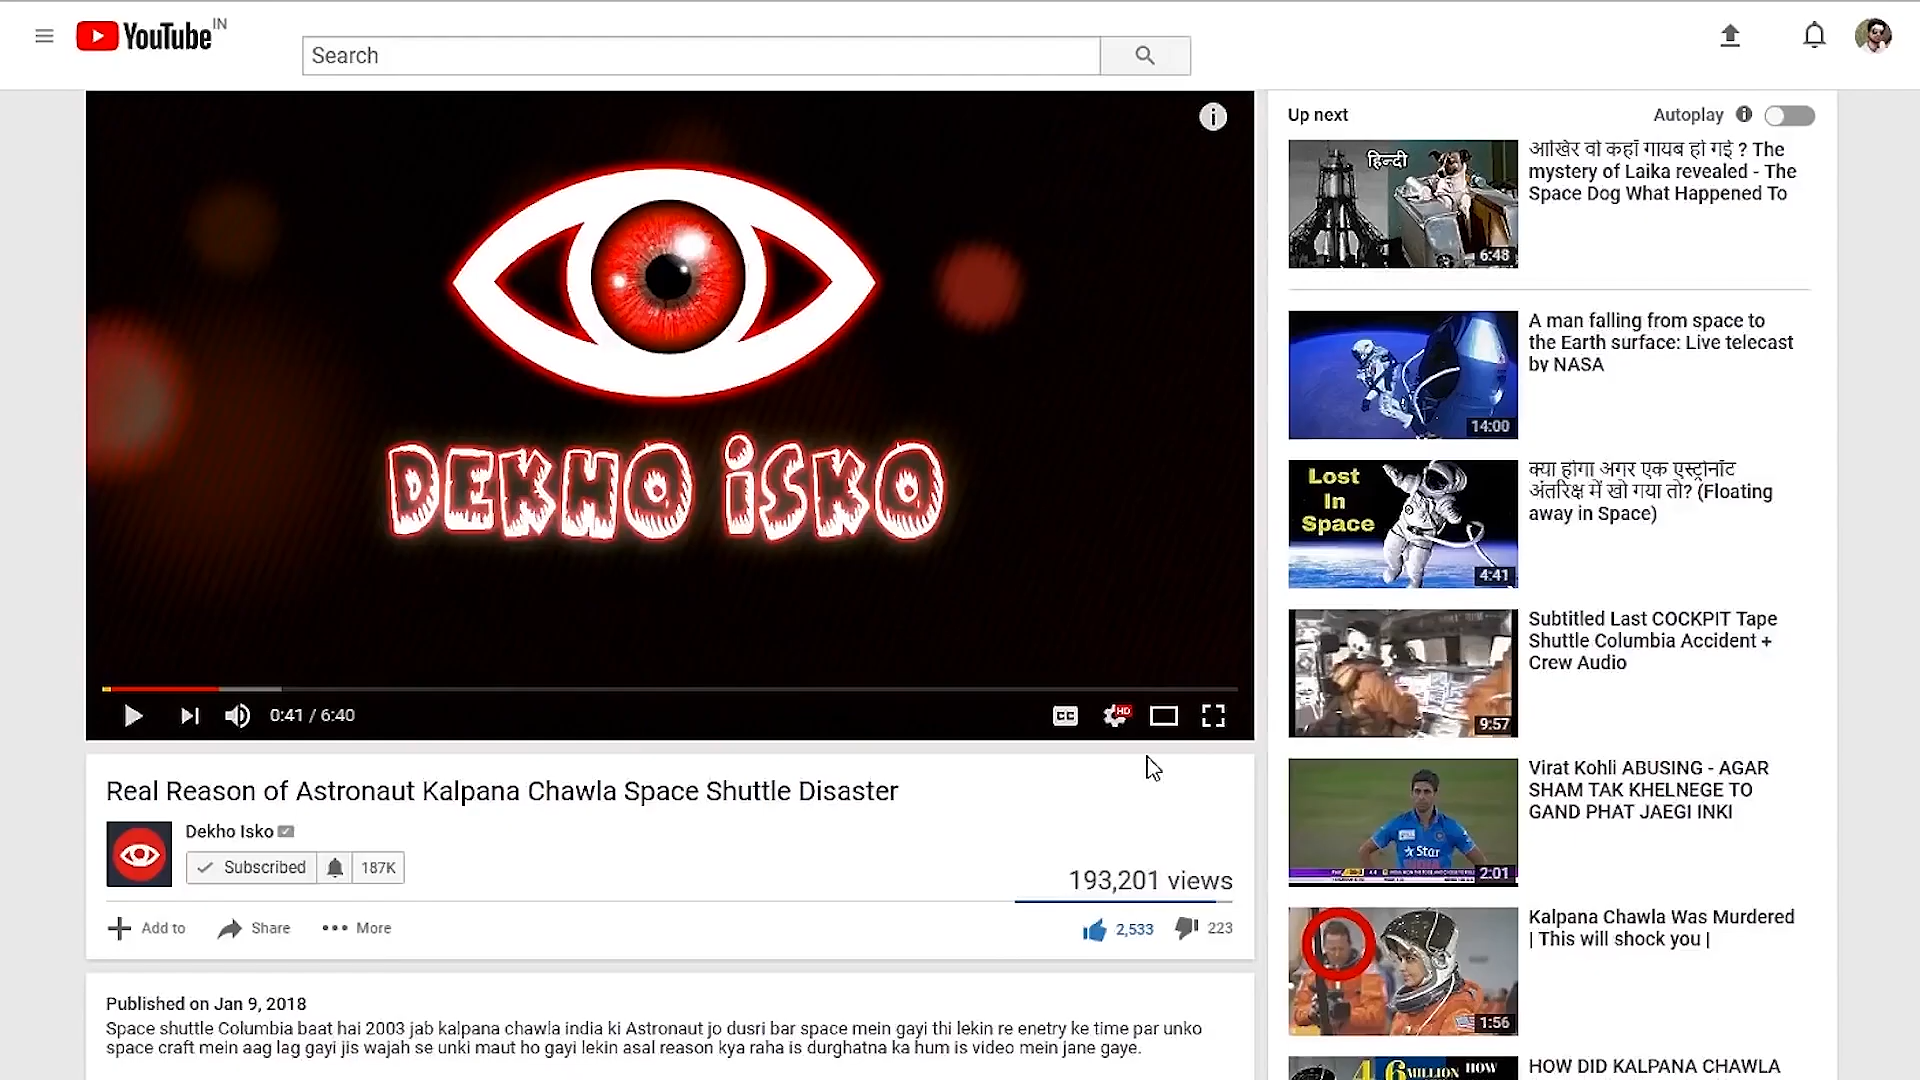 YouTube IN
Search
DEKHO iSKO
0:41 / 6:40
CC
HD
Real Reason of Astronaut Kalpana Chawla Space Shuttle Disaster
Dekho Isko
Subscribed
187K
193,201 views
Add to
Share
More
2,533
223
Published on Jan 9, 2018
Space shuttle Columbia baat hai 2003 jab kalpana chawla india ki Astronaut jo dusri bar space mein gayi thi lekin re enetry ke time par unko
space craft mein aag lag gayi jis wajah se unki maut ho gayi lekin asal reason kya raha is durghatna ka hum is video mein jane gaye.
Up next
Autoplay
हिन्दी
6:48
आखिर वो कहाँ गायब हो गई ? The
mystery of Laika revealed - The
Space Dog What Happened To
14:00
A man falling from space to
the Earth surface: Live telecast
by NASA
Lost
In
Space
4:41
क्या होगा अगर एक एस्ट्रोनॉट
अंतरिक्ष में खो गया तो? (Floating
away in Space)
9:57
Subtitled Last COCKPIT Tape
Shuttle Columbia Accident +
Crew Audio
Star
INDIA
2:01
Virat Kohli ABUSING - AGAR
SHAM TAK KHELNEGE TO
GAND PHAT JAEGI INKI
1:56
Kalpana Chawla Was Murdered
| This will shock you |
MILLION HOW
HOW DID KALPANA CHAWLA